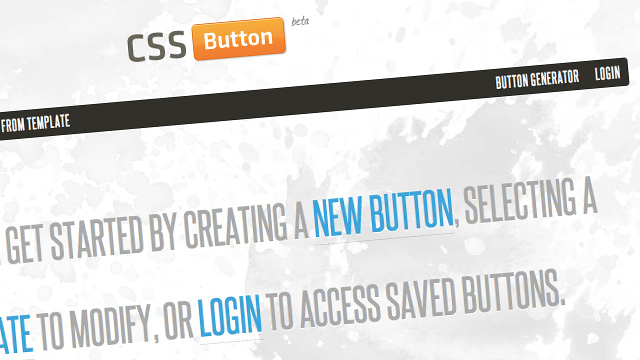 CSS Button beta
FROM TEMPLATE BUTTON GENERATOR LOGIN
GET STARTED BY CREATING A NEW BUTTON, SELECTING A
TO MODIFY, OR LOGIN TO ACCESS SAVED BUTTONS.